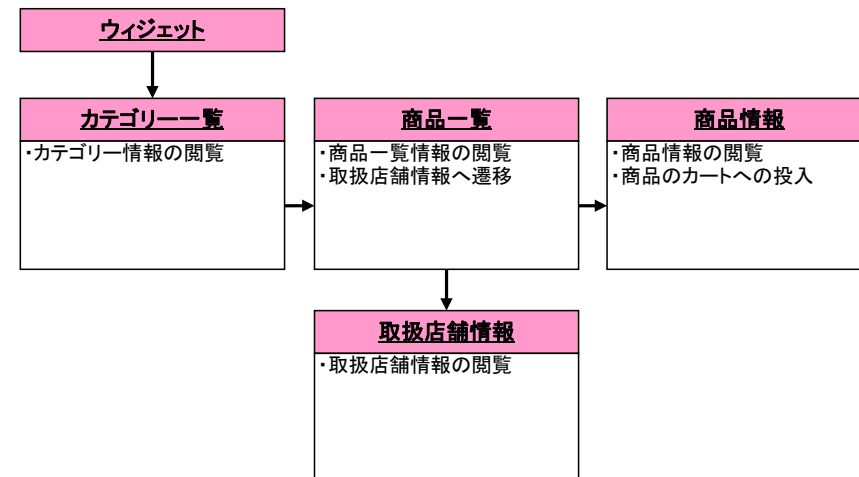 ウィジェット
カテゴリー一覧
・カテゴリー情報の閲覧
商品一覧
・商品一覧情報の閲覧
・取扱店舗情報へ遷移
商品情報
・商品情報の閲覧
・商品のカートへの投入
取扱店舗情報
・取扱店舗情報の閲覧